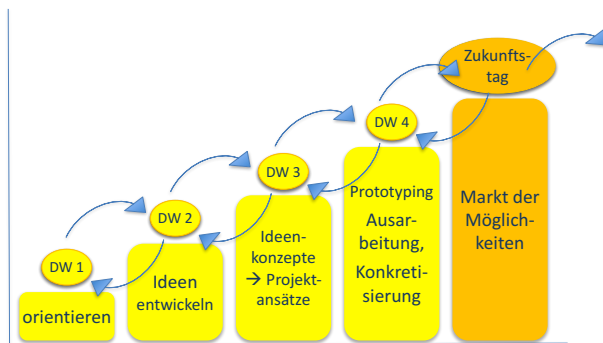 DW 1
orientieren
DW 2
Ideen
entwickeln
DW 3
Ideen-
konzepte
→ Projekt-
ansätze
DW 4
Prototyping
Ausar-
beitung,
Konkreti-
sierung
Zukunfts-
tag
Markt der
Möglich-
keiten